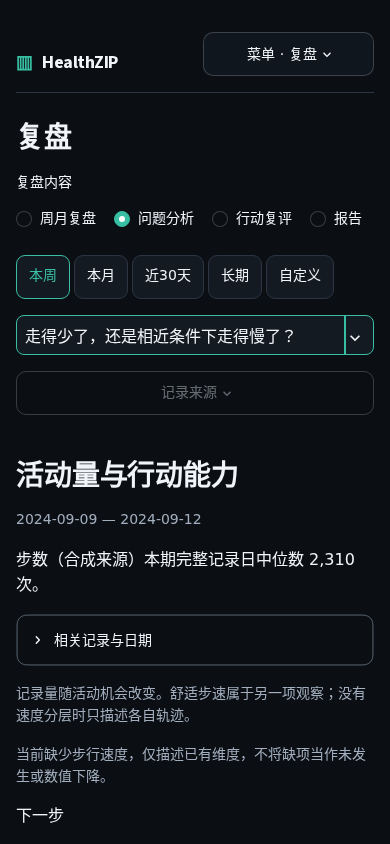 HealthZIP
菜单 · 复盘
复盘
复盘内容
周月复盘 问题分析 行动复评 报告
本周 本月 近30天 长期 自定义
走得少了，还是相近条件下走得慢了？
记录来源
活动量与行动能力
2024-09-09 — 2024-09-12
步数（合成来源）本期完整记录日中位数 2,310
次。
相关记录与日期
记录量随活动机会改变。舒适步速属于另一项观察；没有
速度分层时只描述各自轨迹。
当前缺少步行速度，仅描述已有维度，不将缺项当作未发
生或数值下降。
下一步